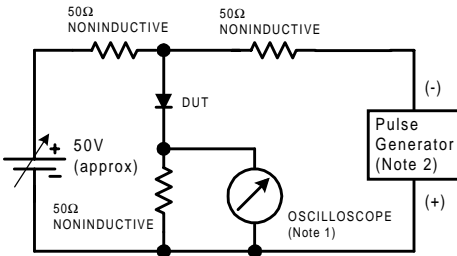 50Ω
NONINDUCTIVE
50Ω
NONINDUCTIVE
DUT
(-)
+
50V
(approx)
−
Pulse
Generator
(Note 2)
50Ω
NONINDUCTIVE
OSCILLOSCOPE
(Note 1)
(+)